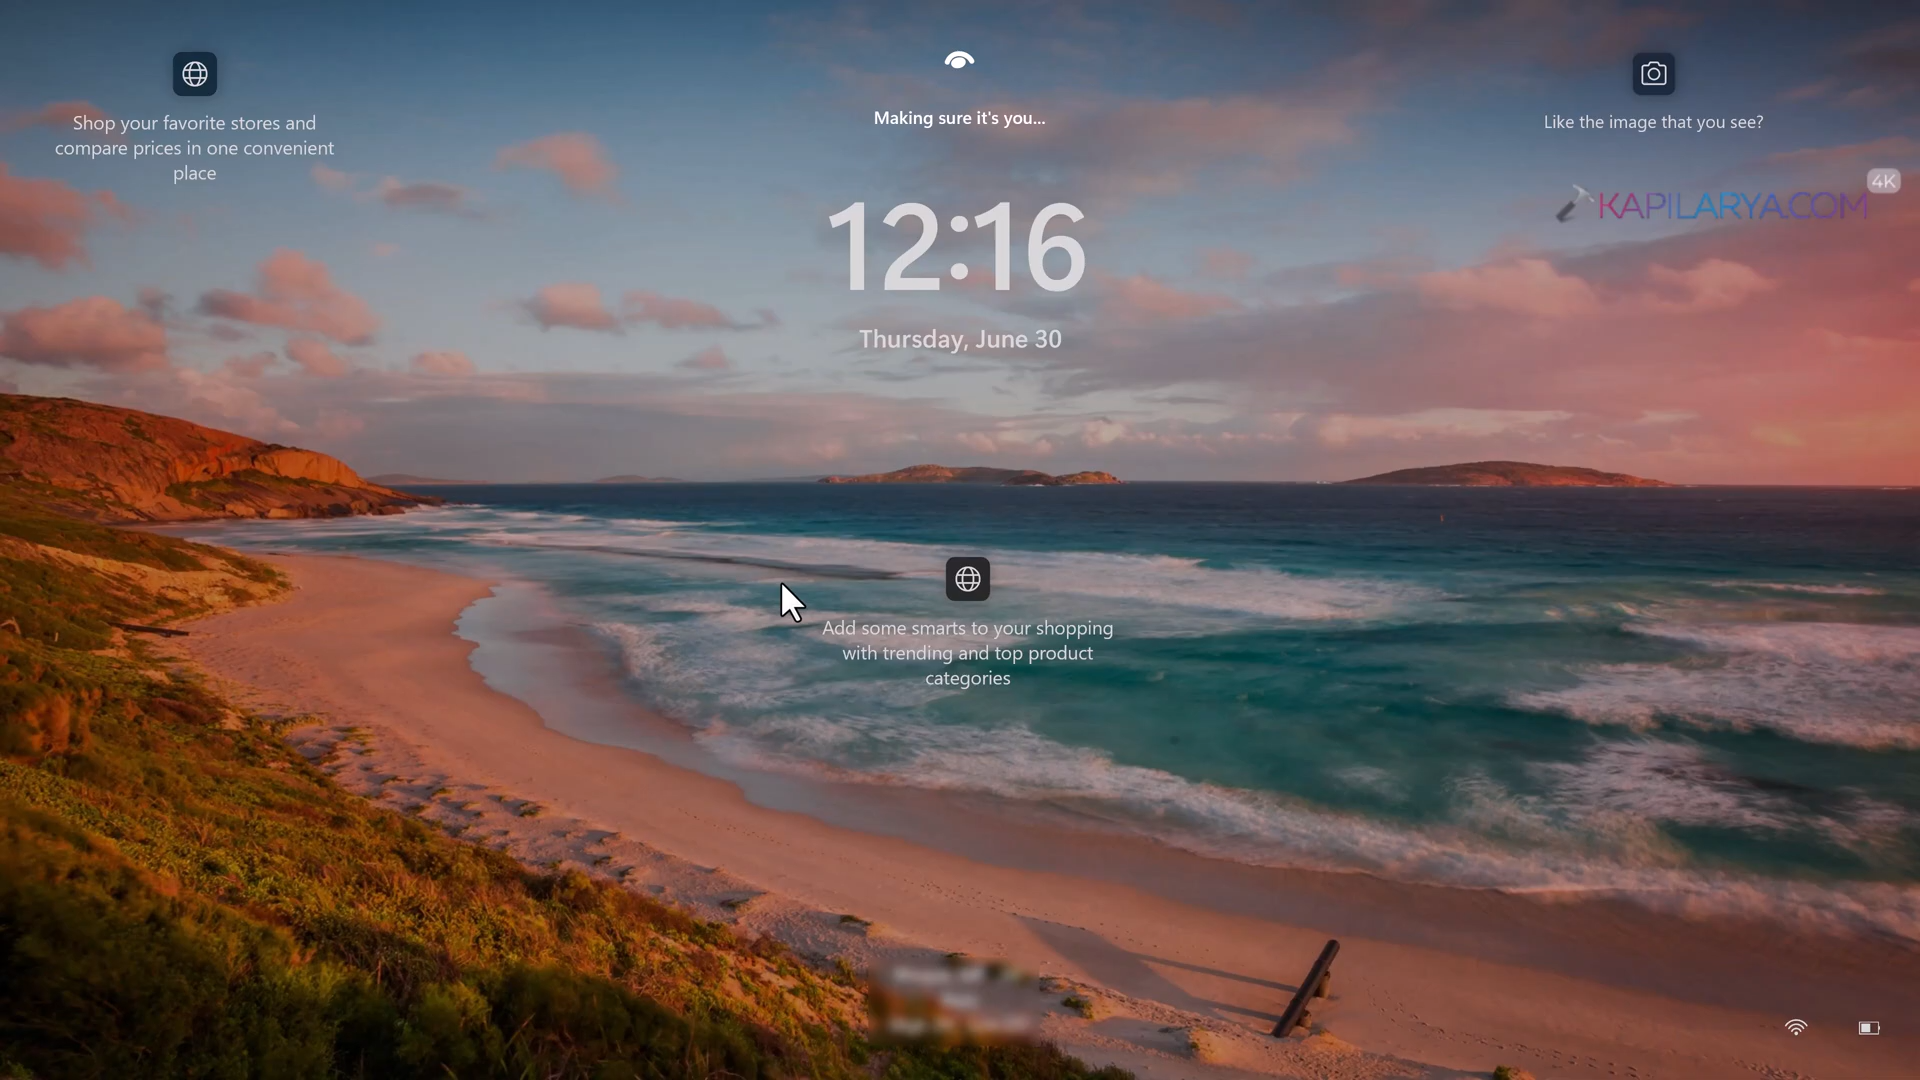 Shop your favorite stores and
compare prices in one convenient
place
Making sure it's you...
Like the image that you see?
4K
KAPILARYA.COM
12:16
Thursday, June 30
Add some smarts to your shopping
with trending and top product
categories